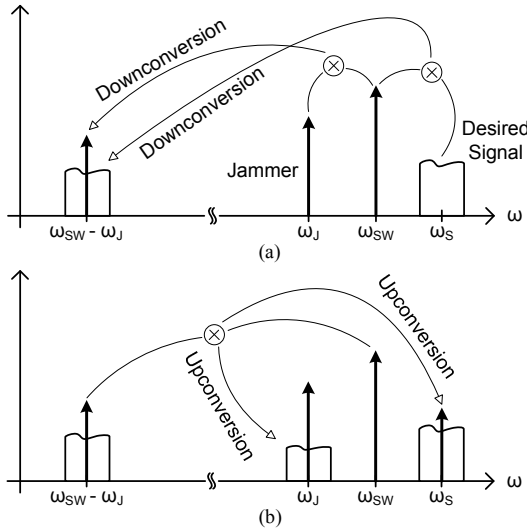 Downconversion
Downconversion
Jammer
Desired
Signal
ω_SW - ω_J
ω_J
ω_SW
ω_S
ω
(a)
Upconversion
Upconversion
ω_SW - ω_J
ω_J
ω_SW
ω_S
ω
(b)